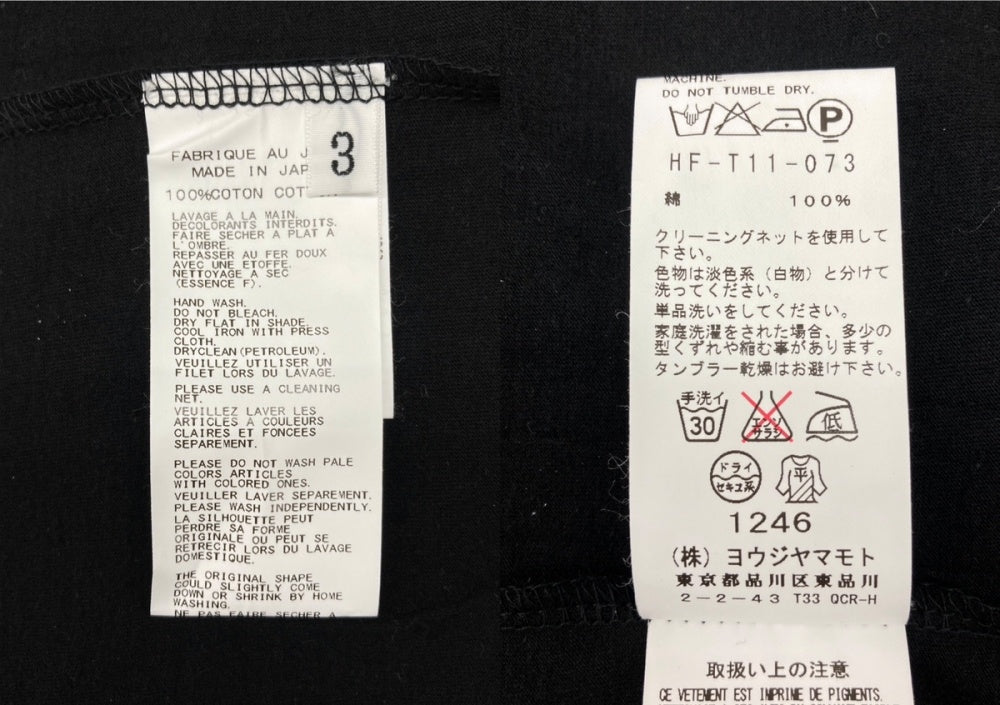 3
FABRIQUE AU J
MADE IN JAP
100%COTON COT
LAVAGE A LA MAIN.
DECOLORANTS INTERDITS.
FAIRE SECHER A PLAT A
L'OMBRE.
REPASSER AU FER DOUX
AVEC UNE ETOFFE.
NETTOYAGE A SEC
(ESSENCE F).
HAND WASH.
DO NOT BLEACH.
DRY FLAT IN SHADE.
COOL IRON WITH PRESS
CLOTH.
DRYCLEAN(PETROLEUM).
VEUILLEZ UTILISER UN
FILET LORS DU LAVAGE.
PLEASE USE A CLEANING
NET.
VEUILLEZ LAVER LES
ARTICLES A COULEURS
CLAIRES ET FONCEES
SEPAREMENT.
PLEASE DO NOT WASH PALE
COLORS ARTICLES
WITH COLORED ONES.
VEUILLER LAVER SEPAREMENT.
PLEASE WASH INDEPENDENTLY.
LA SILHOUETTE PEUT
PERDRE SA FORME
ORIGINALE OU PEUT SE
RETRECIR LORS DU LAVAGE
DOMESTIQUE.
THE ORIGINAL SHAPE
COULD SLIGHTLY COME
DOWN OR SHRINK BY HOME
WASHING.
NE PAS FAIRE SECHER A
MACHINE.
DO NOT TUMBLE DRY.
P
HF-T11-073
綿 100%
クリーニングネットを使用して
下さい。
色物は淡色系（白物）と分けて
洗ってください。
単品洗いをしてください。
家庭洗濯をされた場合、多少の
型くずれや縮む事があります。
タンブラー乾燥はお避け下さい。
手洗イ
30
エンソ
サラシ
低
ドライ
セキユ系
平
1246
（株）ヨウジヤマモト
東京都品川区東品川
2-2-43 T33 QCR-H
取扱い上の注意
CE VETEMENT EST IMPRIME DE PIGMENTS.